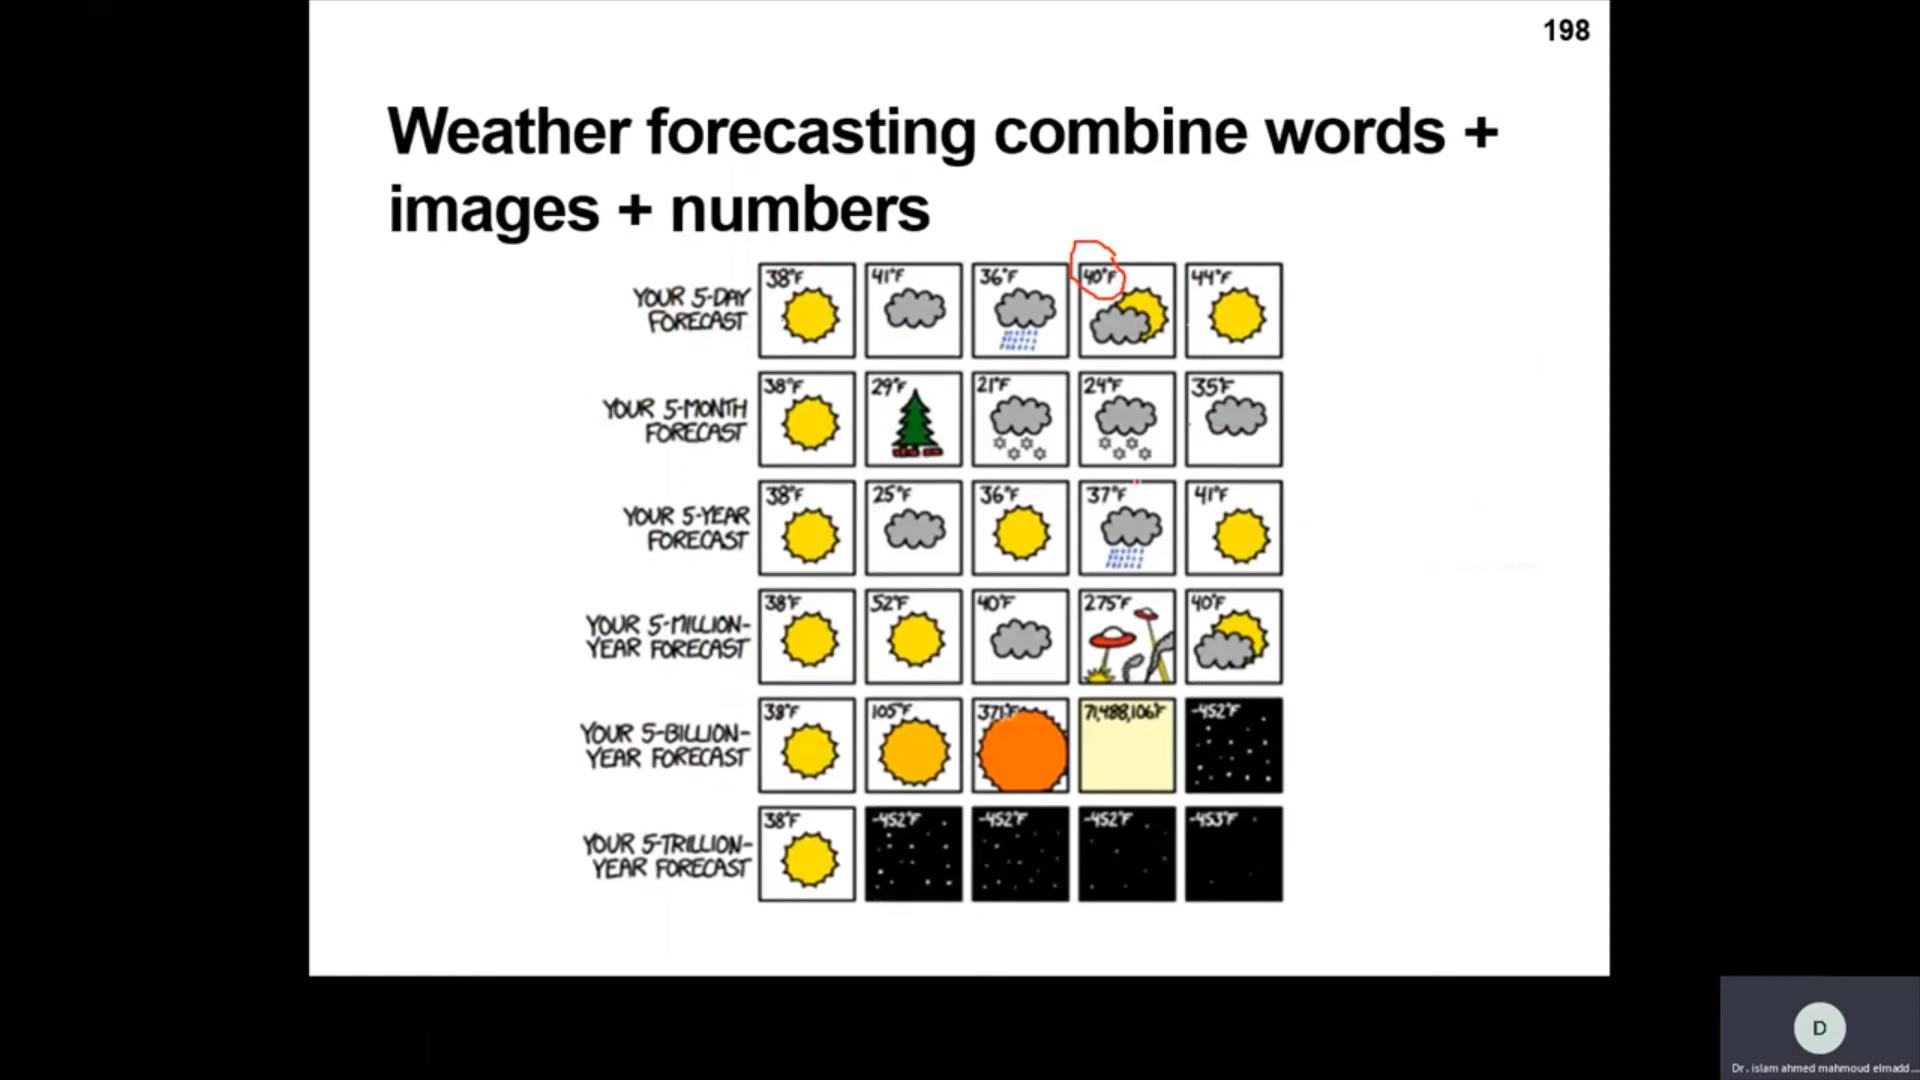 198
Weather forecasting combine words +
images + numbers
YOUR 5-DAY
FORECAST
38°F 41°F 36°F 40°F 44°F
YOUR 5-MONTH
FORECAST
38°F 29°F 21°F 24°F 35°F
YOUR 5-YEAR
FORECAST
38°F 25°F 36°F 37°F 41°F
YOUR 5-MILLION-
YEAR FORECAST
38°F 52°F 40°F 275°F 40°F
YOUR 5-BILLION-
YEAR FORECAST
38°F 105°F 371°F 71,488,106°F -452°F
YOUR 5-TRILLION-
YEAR FORECAST
38°F -452°F -452°F -452°F -453°F
D
Dr. islam ahmed mahmoud elmadd...